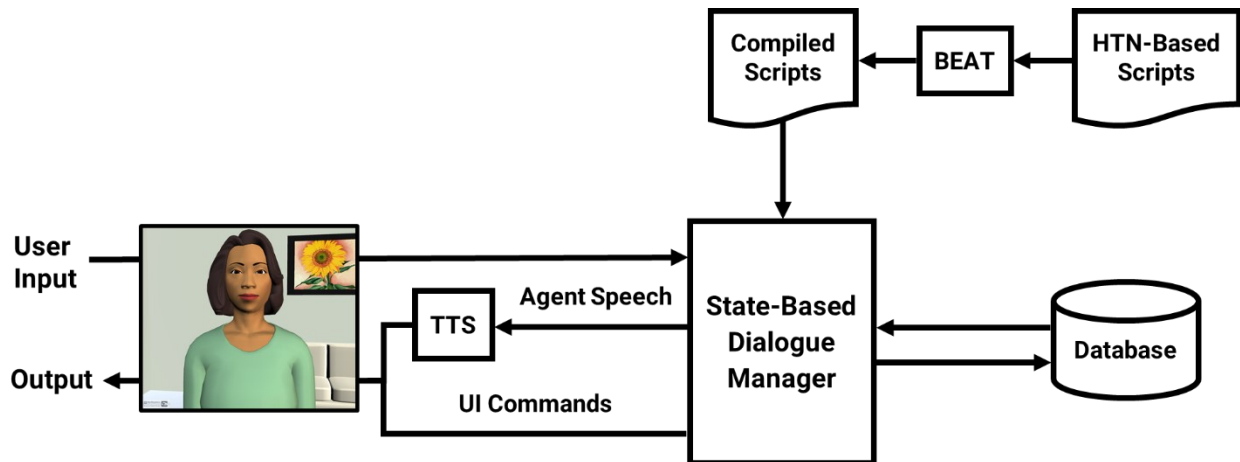 Compiled
Scripts
BEAT
HTN-Based
Scripts
User
Input
Agent Speech
TTS
State-Based
Dialogue
Manager
Database
Output
UI Commands